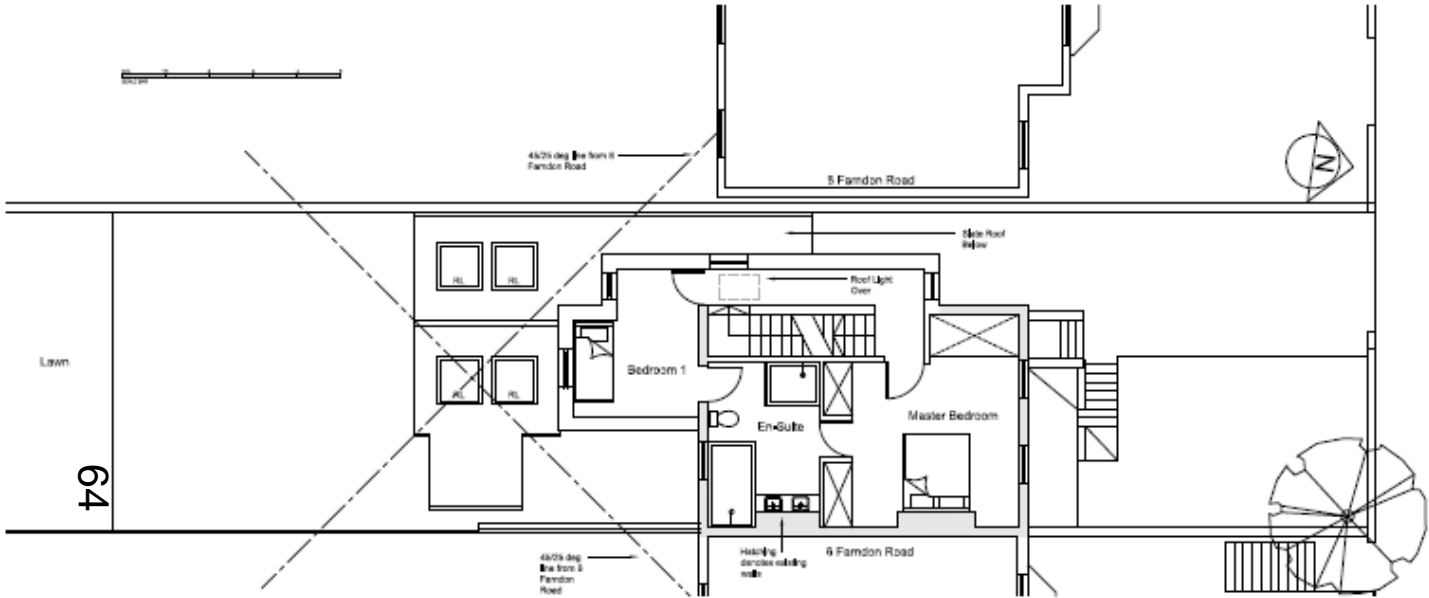 SCALE BAR
45/25 deg line from 8
Farndon Road
5 Farndon Road
N
Slate Roof
Below
RL
RL
Roof Light
Over
Lawn
Bedroom 1
RL
RL
Master Bedroom
En-Suite
64
45/25 deg
line from 8
Farndon
Road
Hatching
denotes existing
walls
6 Farndon Road